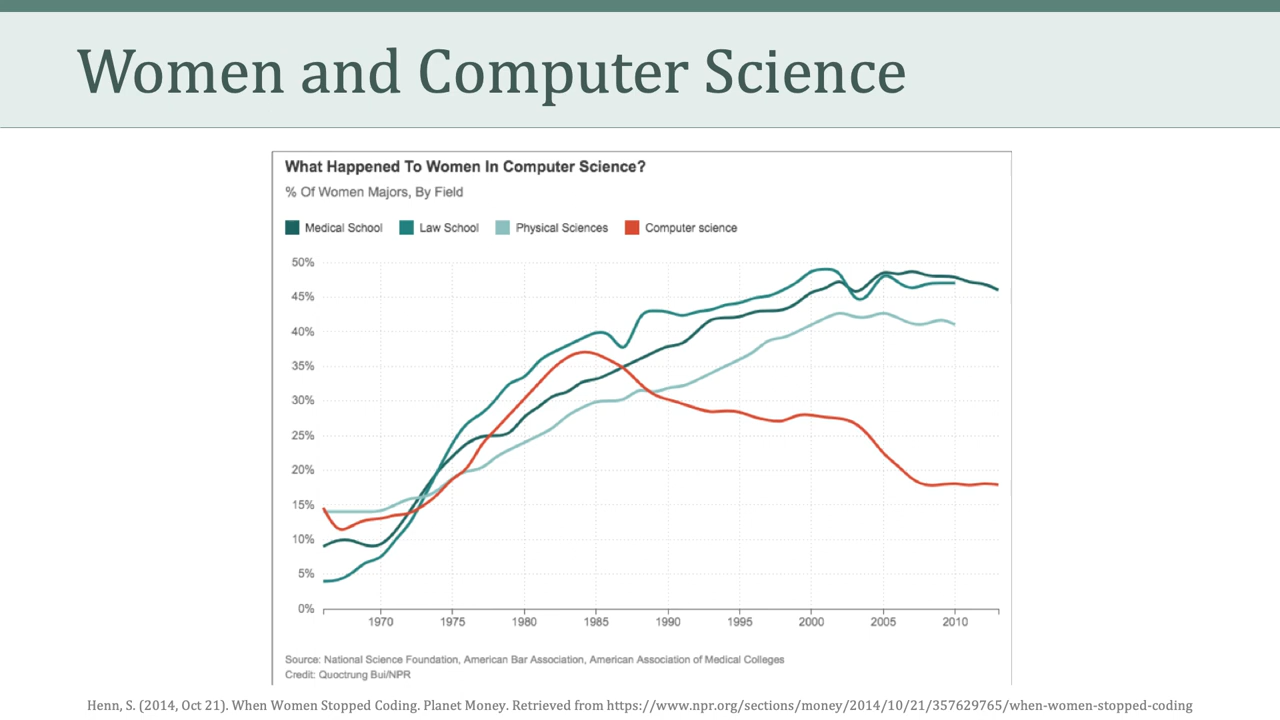 Women and Computer Science
What Happened To Women In Computer Science?
% Of Women Majors, By Field
Medical School Law School Physical Sciences Computer science
50%
45%
40%
35%
30%
25%
20%
15%
10%
5%
0%
1970 1975 1980 1985 1990 1995 2000 2005 2010
Source: National Science Foundation, American Bar Association, American Association of Medical Colleges
Credit: Quoctrung Bui/NPR
Henn, S. (2014, Oct 21). When Women Stopped Coding. Planet Money. Retrieved from https://www.npr.org/sections/money/2014/10/21/357629765/when-women-stopped-coding